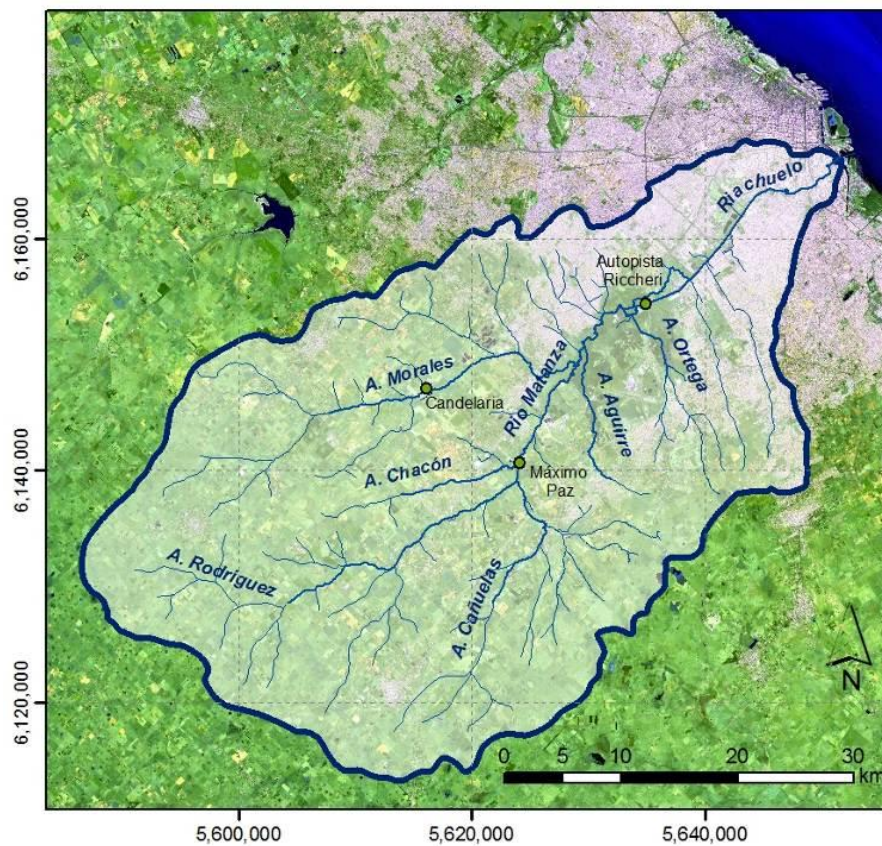 Riachuelo
6,160,000
Autopista
Riccheri
A. Ortega
Río Matanza
A. Morales
Candelaria
A. Aguirre
6,140,000
A. Chacón
Máximo
Paz
A. Rodríguez
A. Cañuelas
N
6,120,000
0 5 10 20 30
km
5,600,000 5,620,000 5,640,000